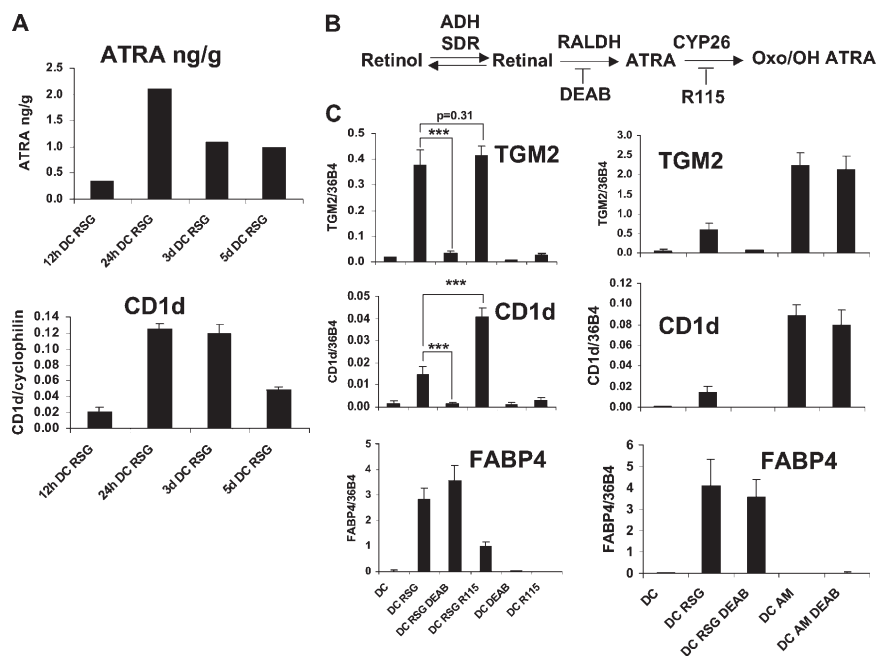 A
ATRA ng/g
ATRA ng/g
2.5
2.0
1.5
1.0
0.5
0.0
12h DC RSG
24h DC RSG
3d DC RSG
5d DC RSG
CD1d
CD1d/cyclophilin
0.14
0.12
0.10
0.08
0.06
0.04
0.02
0.00
12h DC RSG
24h DC RSG
3d DC RSG
5d DC RSG
B
ADH
SDR
RALDH
CYP26
Retinol
Retinal
ATRA
Oxo/OH ATRA
DEAB
R115
C
p=0.31
***
TGM2
TGM2/36B4
0.5
0.4
0.3
0.2
0.1
0.0
TGM2
TGM2/36B4
3.0
2.5
2.0
1.5
1.0
0.5
0.0
***
***
CD1d
CD1d/36B4
0.05
0.04
0.03
0.02
0.01
0.00
CD1d
CD1d/36B4
0.12
0.10
0.08
0.06
0.04
0.02
0.00
FABP4
FABP4/36B4
5
4
3
2
1
0
DC
DC RSG
DC RSG DEAB
DC RSG R115
DC DEAB
DC R115
FABP4
FABP4/36B4
6
5
4
3
2
1
0
DC
DC RSG
DC RSG DEAB
DC AM
DC AM DEAB